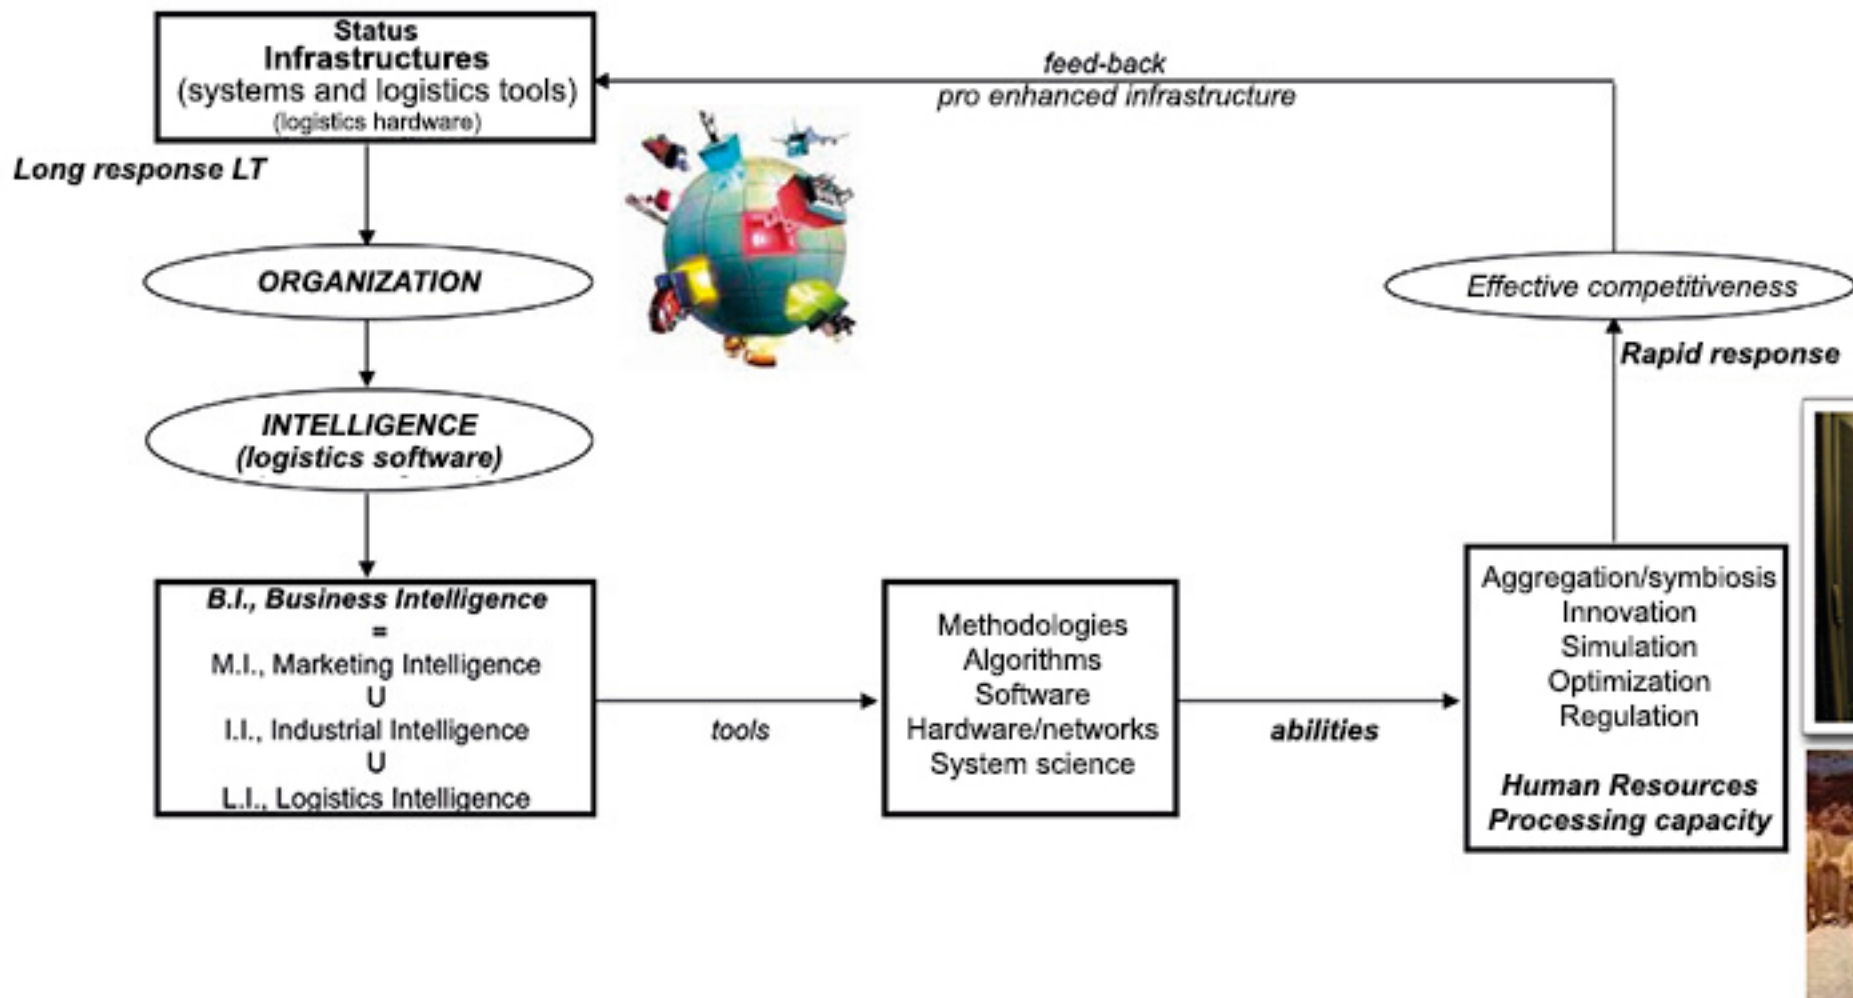 Status
Infrastructures
(systems and logistics tools)
(logistics hardware)
feed-back
pro enhanced infrastructure
Long response LT
ORGANIZATION
Effective competitiveness
Rapid response
INTELLIGENCE
(logistics software)
B.I., Business Intelligence
=
M.I., Marketing Intelligence
U
I.I., Industrial Intelligence
U
L.I., Logistics Intelligence
tools
Methodologies
Algorithms
Software
Hardware/networks
System science
abilities
Aggregation/symbiosis
Innovation
Simulation
Optimization
Regulation
Human Resources
Processing capacity